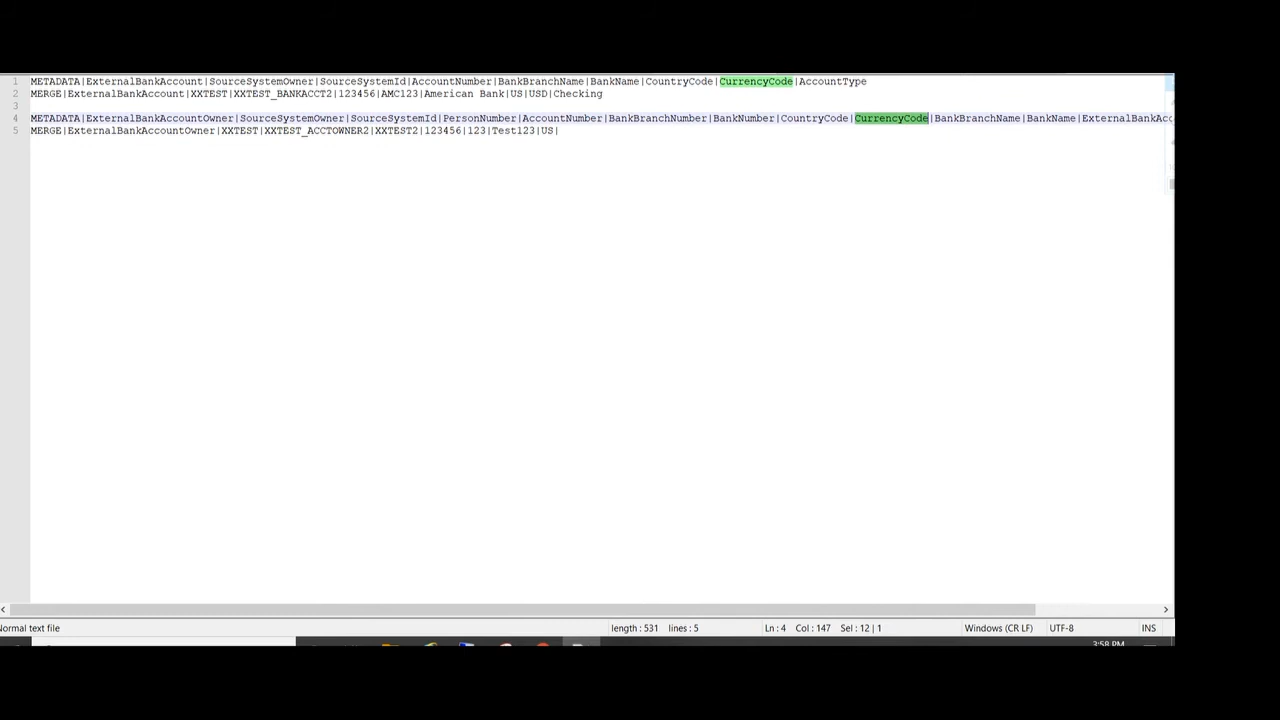 1 METADATA|ExternalBankAccount|SourceSystemOwner|SourceSystemId|AccountNumber|BankBranchName|BankName|CountryCode|CurrencyCode|AccountType
2 MERGE|ExternalBankAccount|XXTEST|XXTEST_BANKACCT2|123456|AMC123|American Bank|US|USD|Checking
3
4 METADATA|ExternalBankAccountOwner|SourceSystemOwner|SourceSystemId|PersonNumber|AccountNumber|BankBranchNumber|BankNumber|CountryCode|CurrencyCode|BankBranchName|BankName|ExternalBankAcc
5 MERGE|ExternalBankAccountOwner|XXTEST|XXTEST_ACCTOWNER2|XXTEST2|123456|123|Test123|US|
Normal text file length : 531 lines : 5 Ln : 4 Col : 147 Sel : 12 | 1 Windows (CR LF) UTF-8 INS
3:58 PM